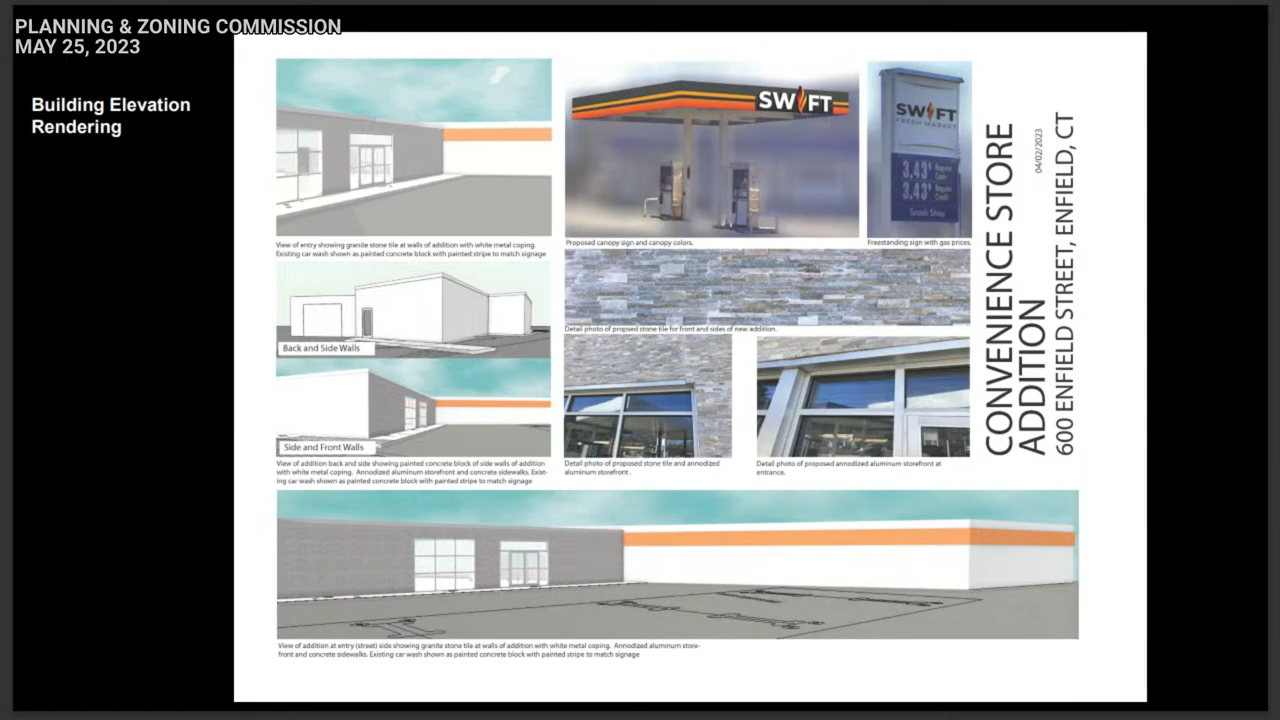 PLANNING & ZONING COMMISSION
MAY 25, 2023
Building Elevation
Rendering
View of entry showing granite stone tile at walls of addition with white metal coping.
Existing car wash shown as painted concrete block with painted stripe to match signage
Back and Side Walls
Side and Front Walls
View of addition back and side showing painted concrete block of side walls of addition
with white metal coping. Annodized aluminum storefront and concrete sidewalks. Exist-
ing car wash shown as painted concrete block with painted stripe to match signage
SWIFT
Proposed canopy sign and canopy colors.
SWIFT
FRESH MARKET
3.43⁹ Regular
Cash
3.43⁹ Regular
Credit
Snack Shop
Freestanding sign with gas prices.
Detail photo of propsed stone tile for front and sides of new addition.
Detail photo of proposed stone tile and annodized
aluminum storefront .
Detail photo of proposed annodized aluminum storefront at
entrance.
View of addition at entry (street) side showing granite stone tile at walls of addition with white metal coping. Annodized aluminum store-
front and concrete sidewalks. Existing car wash shown as painted concrete block with painted stripe to match signage
CONVENIENCE STORE
ADDITION
04/02/2023
600 ENFIELD STREET, ENFIELD, CT